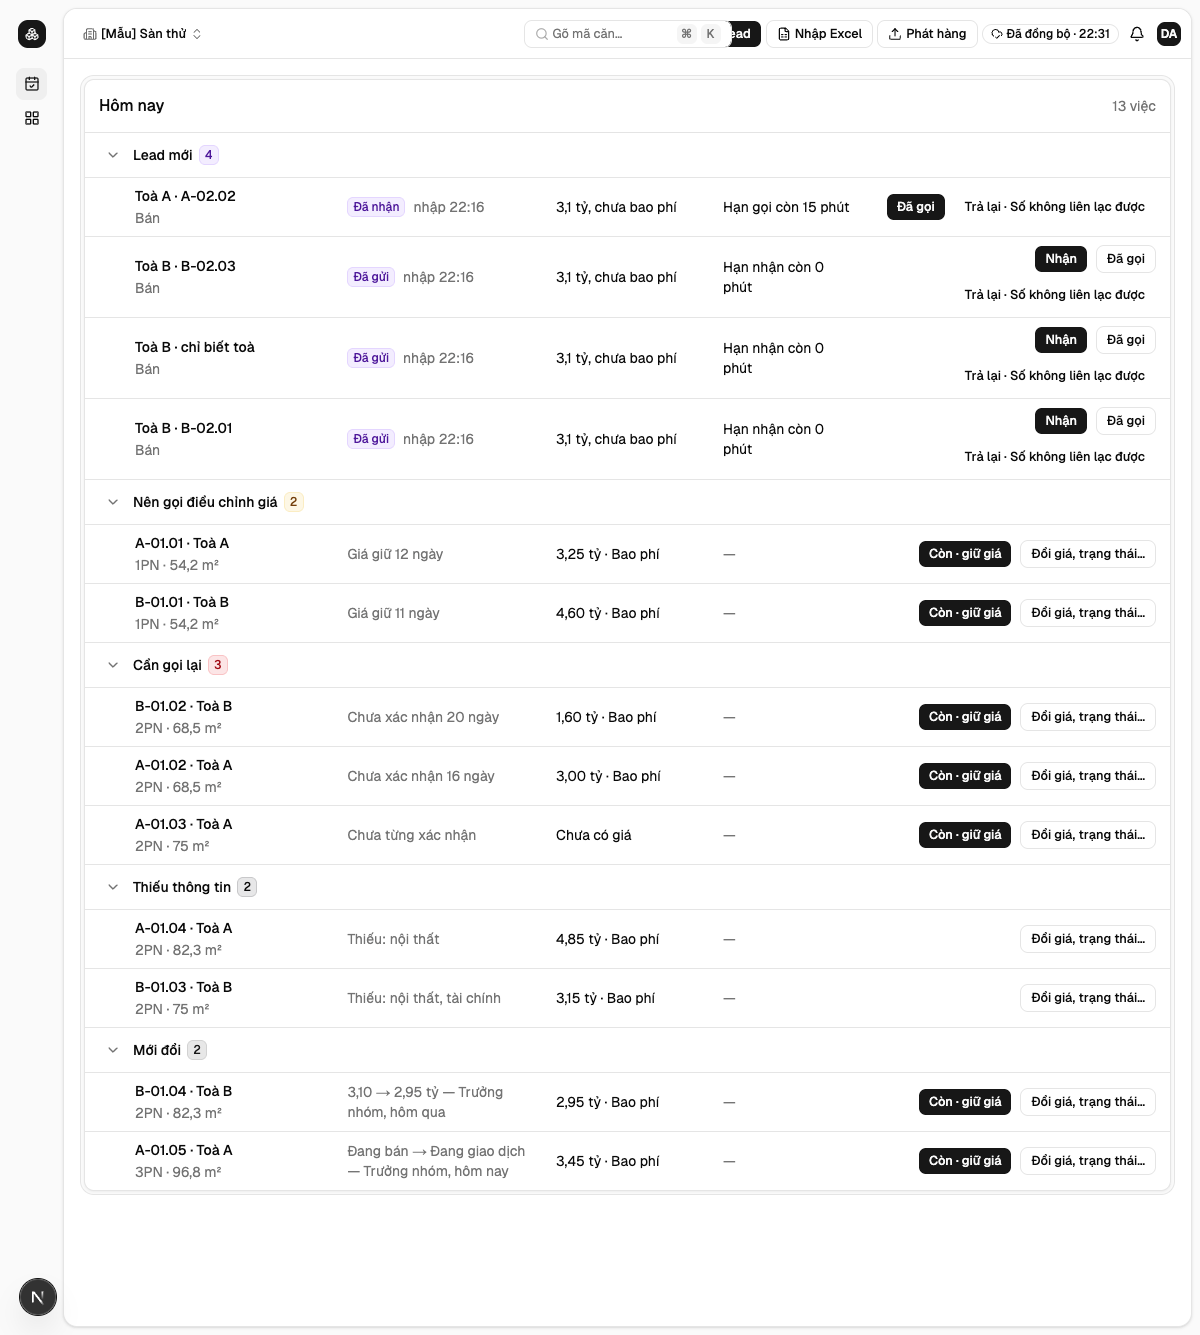 [Mẫu] Sàn thử
Gõ mã căn...
⌘ K
ead
Nhập Excel
Phát hàng
Đã đồng bộ · 22:31
DA
Hôm nay
13 việc
Lead mới 4
Toà A · A-02.02
Bán
Đã nhận nhập 22:16
3,1 tỷ, chưa bao phí
Hạn gọi còn 15 phút
Đã gọi
Trả lại · Số không liên lạc được
Toà B · B-02.03
Bán
Đã gửi nhập 22:16
3,1 tỷ, chưa bao phí
Hạn nhận còn 0
phút
Nhận
Đã gọi
Trả lại · Số không liên lạc được
Toà B · chỉ biết toà
Bán
Đã gửi nhập 22:16
3,1 tỷ, chưa bao phí
Hạn nhận còn 0
phút
Nhận
Đã gọi
Trả lại · Số không liên lạc được
Toà B · B-02.01
Bán
Đã gửi nhập 22:16
3,1 tỷ, chưa bao phí
Hạn nhận còn 0
phút
Nhận
Đã gọi
Trả lại · Số không liên lạc được
Nên gọi điều chỉnh giá 2
A-01.01 · Toà A
1PN · 54,2 m²
Giá giữ 12 ngày
3,25 tỷ · Bao phí
—
Còn · giữ giá
Đổi giá, trạng thái...
B-01.01 · Toà B
1PN · 54,2 m²
Giá giữ 11 ngày
4,60 tỷ · Bao phí
—
Còn · giữ giá
Đổi giá, trạng thái...
Cần gọi lại 3
B-01.02 · Toà B
2PN · 68,5 m²
Chưa xác nhận 20 ngày
1,60 tỷ · Bao phí
—
Còn · giữ giá
Đổi giá, trạng thái...
A-01.02 · Toà A
2PN · 68,5 m²
Chưa xác nhận 16 ngày
3,00 tỷ · Bao phí
—
Còn · giữ giá
Đổi giá, trạng thái...
A-01.03 · Toà A
2PN · 75 m²
Chưa từng xác nhận
Chưa có giá
—
Còn · giữ giá
Đổi giá, trạng thái...
Thiếu thông tin 2
A-01.04 · Toà A
2PN · 82,3 m²
Thiếu: nội thất
4,85 tỷ · Bao phí
—
Đổi giá, trạng thái...
B-01.03 · Toà B
2PN · 75 m²
Thiếu: nội thất, tài chính
3,15 tỷ · Bao phí
—
Đổi giá, trạng thái...
Mới đổi 2
B-01.04 · Toà B
2PN · 82,3 m²
3,10 → 2,95 tỷ — Trưởng
nhóm, hôm qua
2,95 tỷ · Bao phí
—
Còn · giữ giá
Đổi giá, trạng thái...
A-01.05 · Toà A
3PN · 96,8 m²
Đang bán → Đang giao dịch
— Trưởng nhóm, hôm nay
3,45 tỷ · Bao phí
—
Còn · giữ giá
Đổi giá, trạng thái...
N